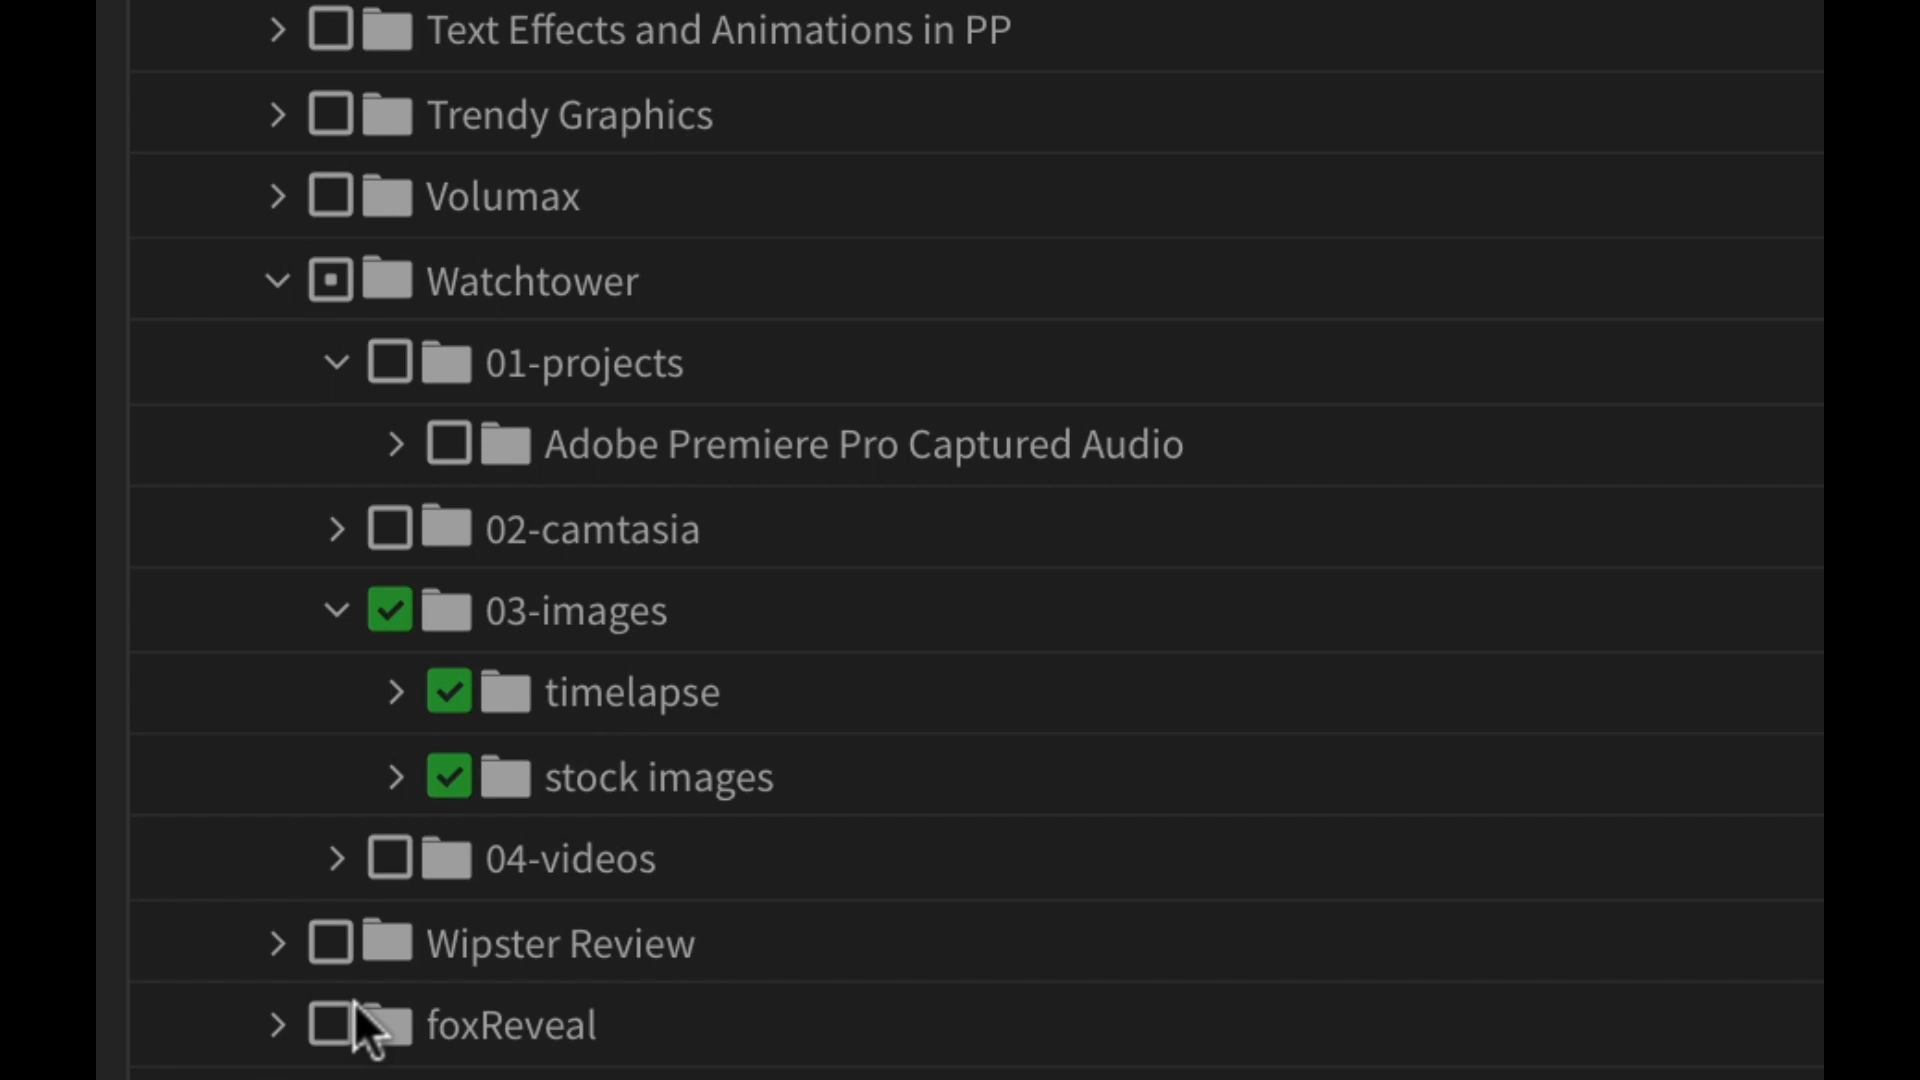 Text Effects and Animations in PP
Trendy Graphics
Volumax
Watchtower
01-projects
Adobe Premiere Pro Captured Audio
02-camtasia
03-images
timelapse
stock images
04-videos
Wipster Review
foxReveal